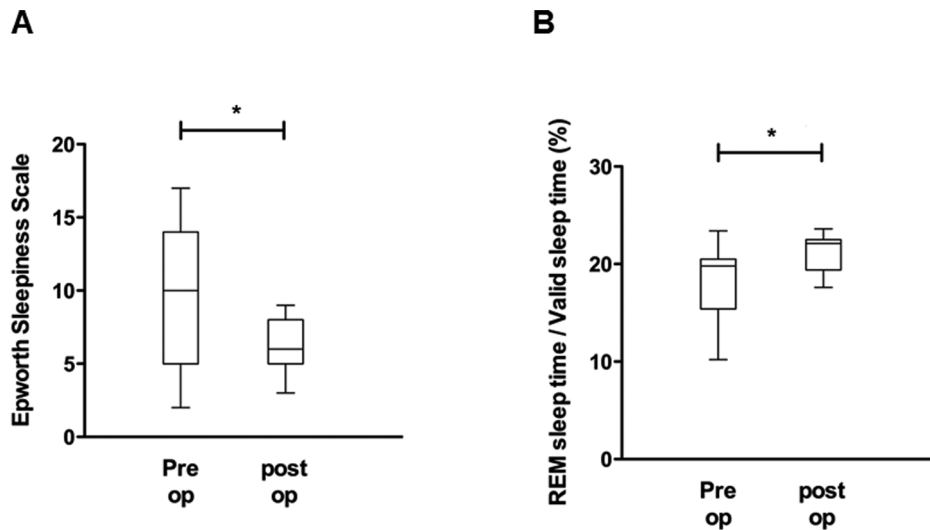 A
*
Epworth Sleepiness Scale
20
15
10
5
0
Pre
op
post
op
B
*
REM sleep time / Valid sleep time (%)
30
20
10
0
Pre
op
post
op